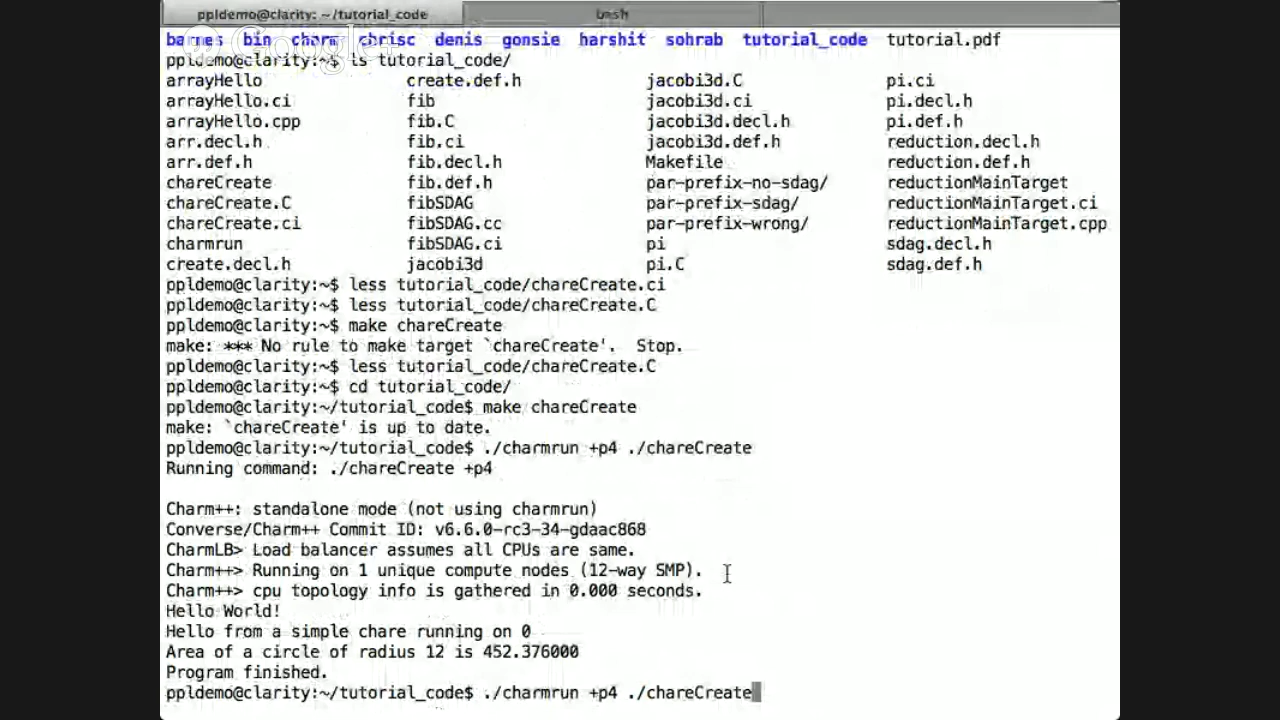 ppldemo@clarity: ~/tutorial_code bash
barnes bin charm chrisc denis gonsie harshit sohrab tutorial_code tutorial.pdf
ppldemo@clarity:~$ ls tutorial_code/
arrayHello create.def.h jacobi3d.C pi.ci
arrayHello.ci fib jacobi3d.ci pi.decl.h
arrayHello.cpp fib.C jacobi3d.decl.h pi.def.h
arr.decl.h fib.ci jacobi3d.def.h reduction.decl.h
arr.def.h fib.decl.h Makefile reduction.def.h
chareCreate fib.def.h par-prefix-no-sdag/ reductionMainTarget
chareCreate.C fibSDAG par-prefix-sdag/ reductionMainTarget.ci
chareCreate.ci fibSDAG.cc par-prefix-wrong/ reductionMainTarget.cpp
charmrun fibSDAG.ci pi sdag.decl.h
create.decl.h jacobi3d pi.C sdag.def.h
ppldemo@clarity:~$ less tutorial_code/chareCreate.ci
ppldemo@clarity:~$ less tutorial_code/chareCreate.C
ppldemo@clarity:~$ make chareCreate
make: *** No rule to make target `chareCreate'. Stop.
ppldemo@clarity:~$ less tutorial_code/chareCreate.C
ppldemo@clarity:~$ cd tutorial_code/
ppldemo@clarity:~/tutorial_code$ make chareCreate
make: `chareCreate' is up to date.
ppldemo@clarity:~/tutorial_code$ ./charmrun +p4 ./chareCreate
Running command: ./chareCreate +p4
Charm++: standalone mode (not using charmrun)
Converse/Charm++ Commit ID: v6.6.0-rc3-34-gdaac868
CharmLB> Load balancer assumes all CPUs are same.
Charm++> Running on 1 unique compute nodes (12-way SMP).
Charm++> cpu topology info is gathered in 0.000 seconds.
Hello World!
Hello from a simple chare running on 0
Area of a circle of radius 12 is 452.376000
Program finished.
ppldemo@clarity:~/tutorial_code$ ./charmrun +p4 ./chareCreate
Google+